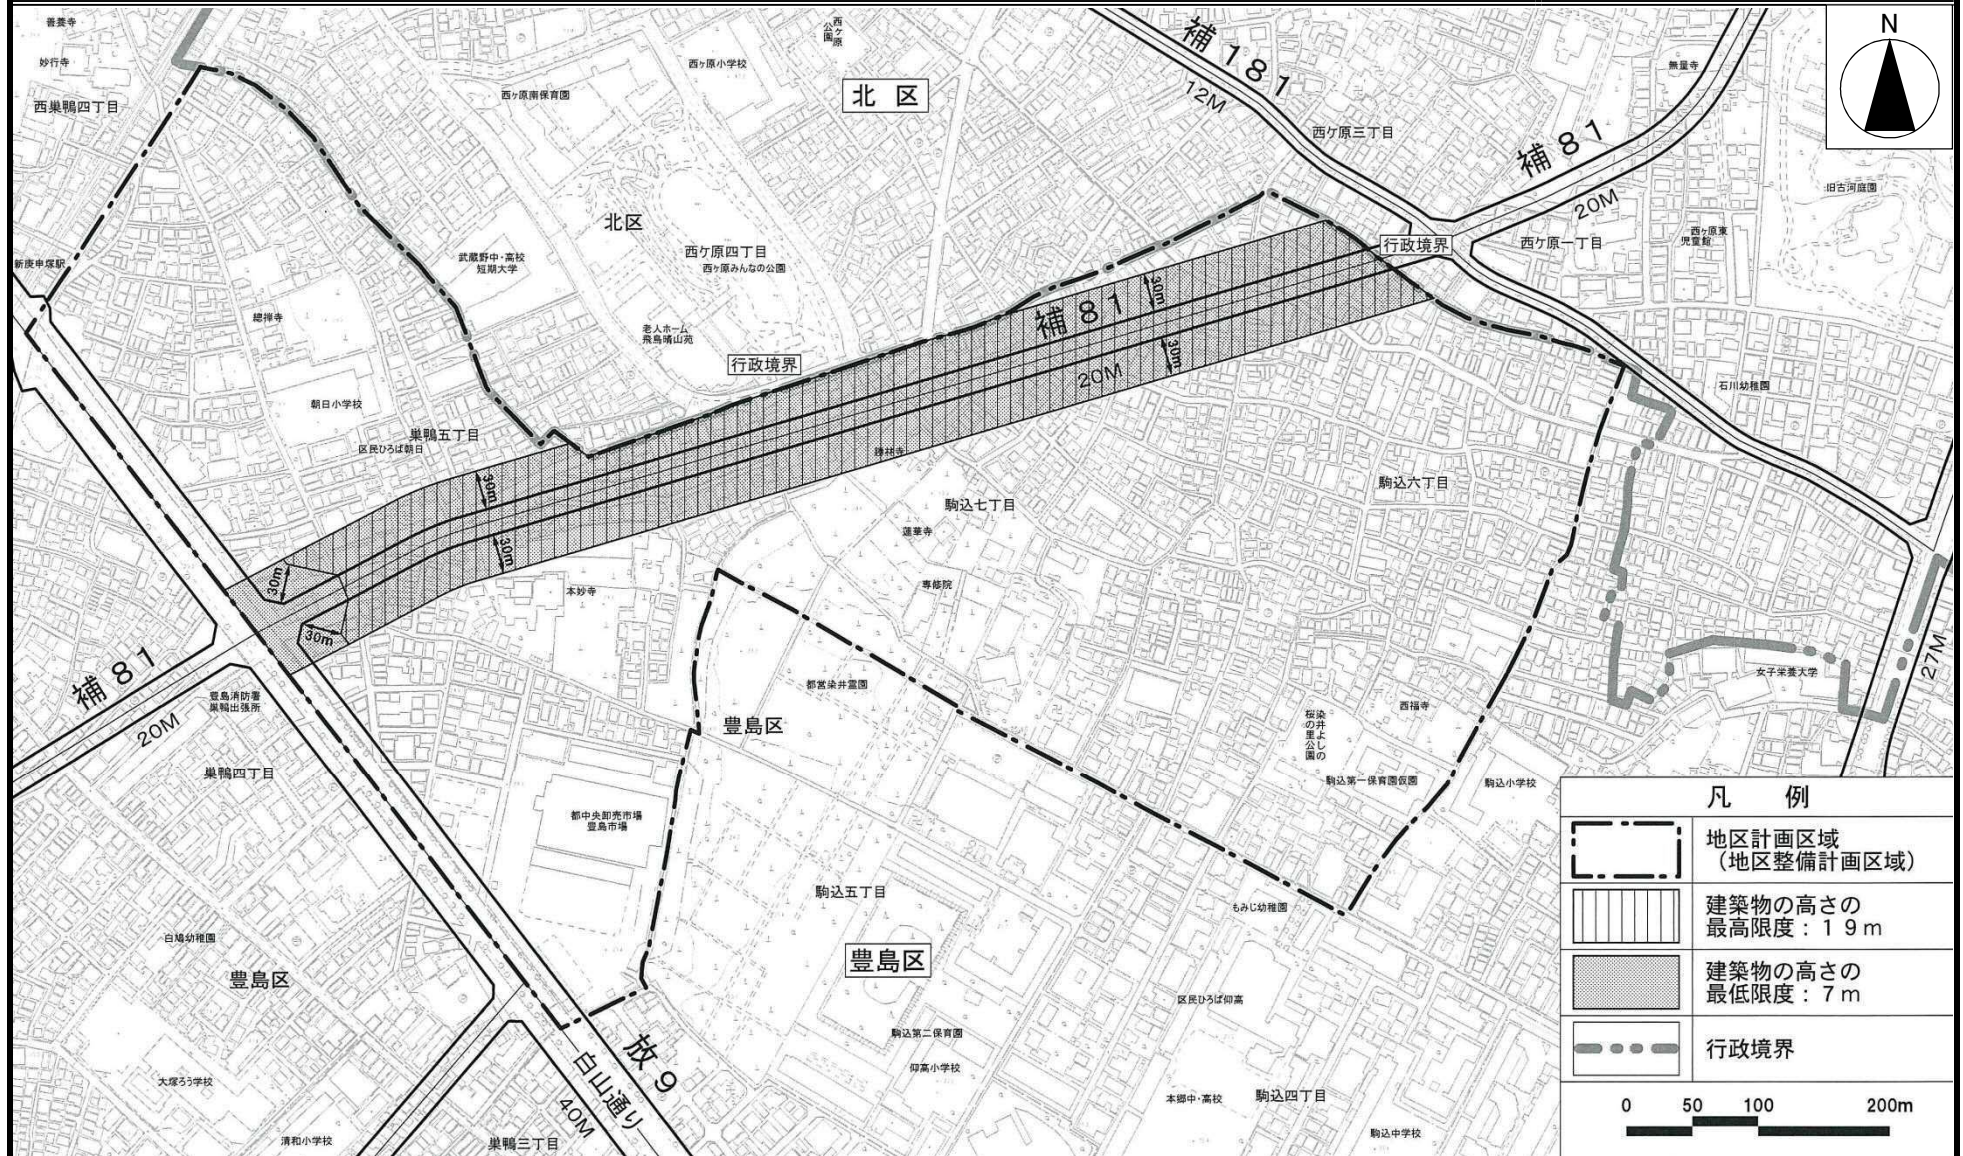 善養寺
妙行寺
西巣鴨四丁目
西ヶ原南保育園
西ヶ原小学校
西ヶ原
公園
北 区
補181
12M
無量寺
西ケ原三丁目
補81
20M
旧古河庭園
N
西ケ原一丁目
西ヶ原東
児童館
行政境界
新庚申塚駅
北区
武蔵野中・高校
短期大学
西ケ原四丁目
西ヶ原みんなの公園
總禅寺
老人ホーム
飛鳥晴山苑
行政境界
30m
補81
30m
20M
石川幼稚園
朝日小学校
巣鴨五丁目
区民ひろば朝日
勝林寺
30m
30m
駒込六丁目
駒込七丁目
蓮華寺
専修院
本妙寺
30m
30m
補81
20M
豊島消防署
巣鴨出張所
巣鴨四丁目
都営染井霊園
豊島区
西福寺
染井よしの
桜の里公園
駒込第一保育園仮園
駒込小学校
女子栄養大学
27M
都中央卸売市場
豊島市場
駒込五丁目
もみじ幼稚園
白鳩幼稚園
豊島区
豊島区
区民ひろば仰高
駒込第二保育園
仰高小学校
放9
白山通り
40M
大塚ろう学校
清和小学校
巣鴨三丁目
本郷中・高校
駒込四丁目
駒込中学校
凡 例
地区計画区域
(地区整備計画区域)
建築物の高さの
最高限度：19m
建築物の高さの
最低限度：7m
行政境界
0 50 100 200m